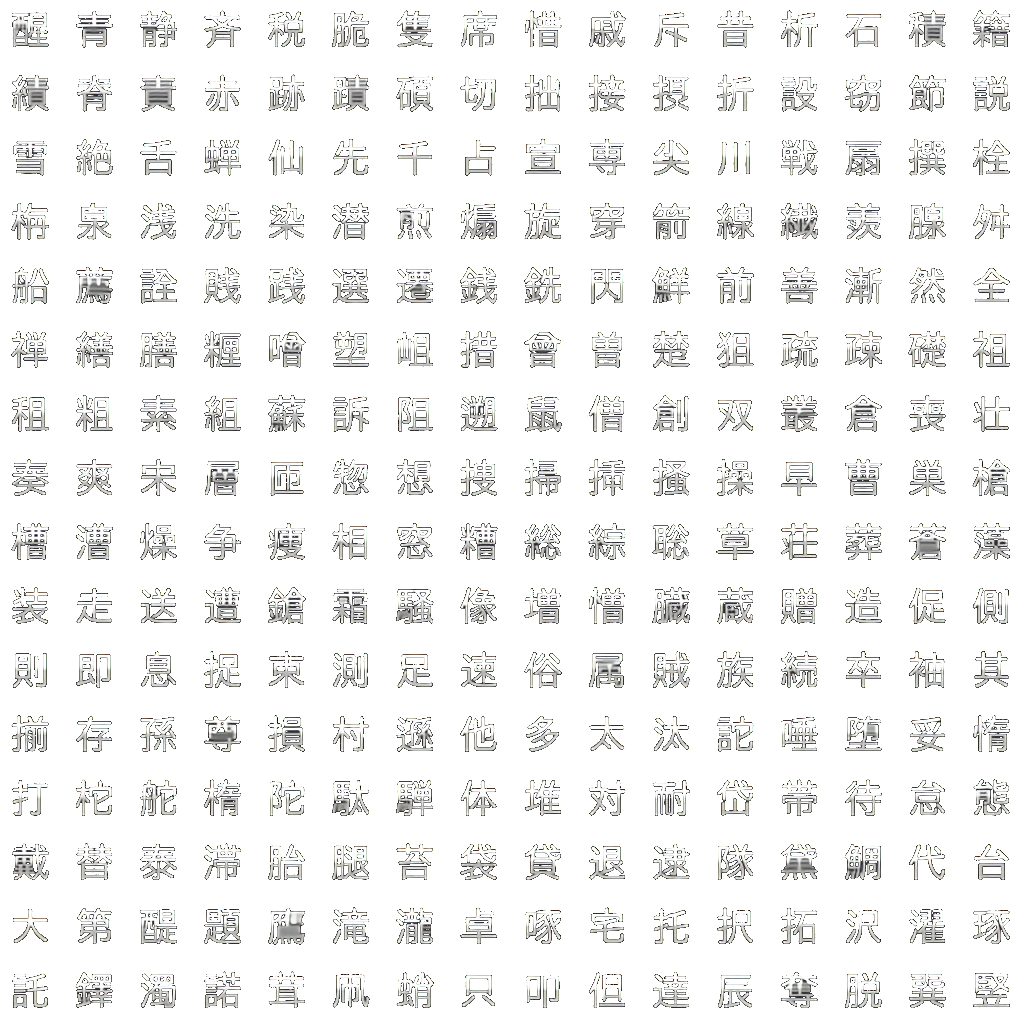 醒青静斉税脆隻席惜戚斥昔析石積籍
績脊責赤跡蹟碩切拙接摂折設窃節説
雪絶舌蝉仙先千占宣専尖川戦扇撰栓
栴泉浅洗染潜煎煽旋穿箭線繊羨腺舛
船薦詮賎践選遷銭銑閃鮮前善漸然全
禅繕膳糎噌塑岨措曾曽楚狙疏疎礎祖
租粗素組蘇訴阻遡鼠僧創双叢倉喪壮
奏爽宋層匝惣想捜掃挿掻操早曹巣槍
槽漕燥争痩相窓糟総綜聡草荘葬蒼藻
装走送遭鎗霜騒像増憎臓蔵贈造促側
則即息捉束測足速俗属賊族続卒袖其
揃存孫尊損村遜他多太汰詑唾堕妥惰
打柁舵楕陀駄騨体堆対耐岱帯待怠態
戴替泰滞胎腿苔袋貸退逮隊黛鯛代台
大第醍題鷹滝瀧卓啄宅托択拓沢濯琢
託鐸濁諾茸凧蛸只叩但達辰奪脱巽竪